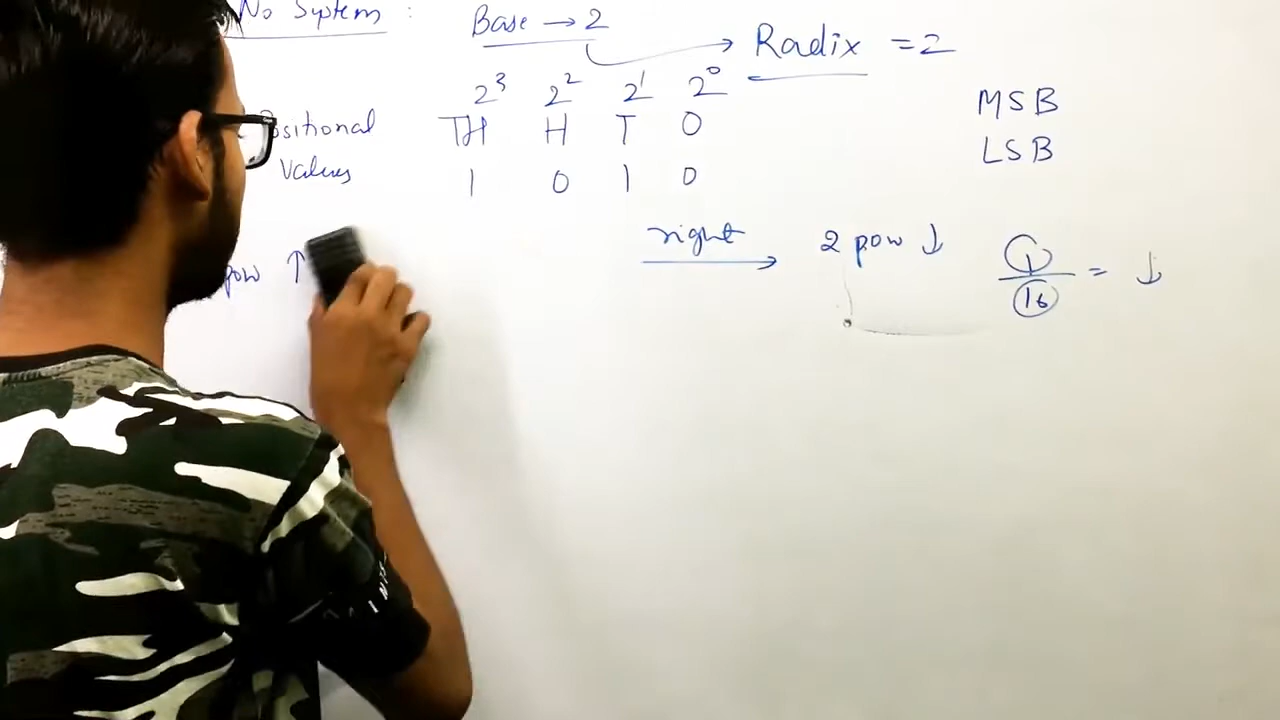 No System :
Base → 2
Radix = 2
2³ 2² 2¹ 2⁰
Positional TH H T O
Values 1 0 1 0
MSB
LSB
right → 2 pow ↓
pow ↑
1/16 = ↓